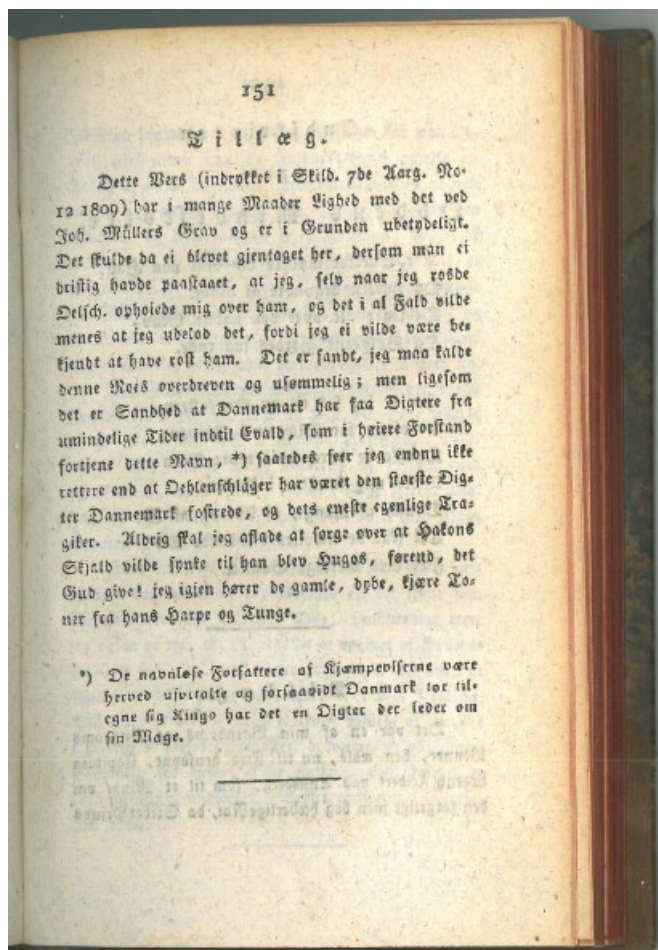 151
Tillæg.
Dette Vers (indrykket i Skild. 7de Aarg. No-
12 1809) har i mange Maader Lighed med det ved
Joh. Müllers Grav og er i Grunden ubetydeligt.
Det skulde da ei blevet gjentaget her, dersom man ei
dristig havde paastaaet, at jeg, selv naar jeg rosde
Oelsch. ophoiede mig over ham, og det i al Fald vilde
menes at jeg udelod det, fordi jeg ei vilde være be-
kjendt at have rost ham. Det er sandt, jeg maa kalde
denne Roes overdreven og usømmelig; men ligesom
det er Sandhed at Dannemark har faa Digtere fra
umindelige Tider indtil Evald, som i høiere Forstand
fortjene dette Navn, *) saaledes seer jeg endnu ikke
rettere end at Oehlenschläger har været den største Dig-
ter Dannemark fostrede, og dets eneste egenlige Tra-
giker. Aldrig skal jeg aflade at sørge over at Hakons
Skjald vilde synke til han blev Hugos, førend, det
Gud give! jeg igien hører de gamle, dybe, kjære To-
ner fra hans Harpe og Tunge.
*) De navnløse Forfattere af Kjæmpeviserne være
herved ufortalte og forsaavidt Danmark tør til-
egne sig Kingo har det en Digter der leder om
sin Mage.